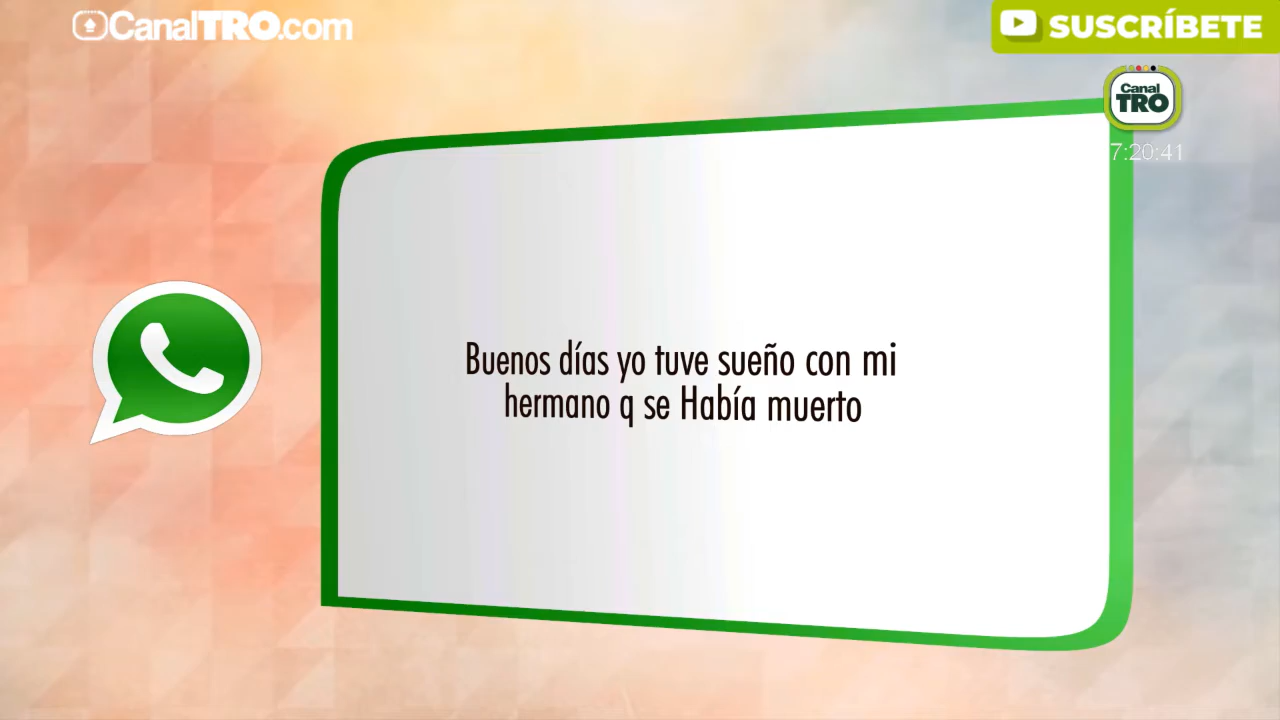 CanalTRO.com
SUSCRÍBETE
Canal
TRO
7:20:41
Buenos días yo tuve sueño con mi
hermano q se Había muerto